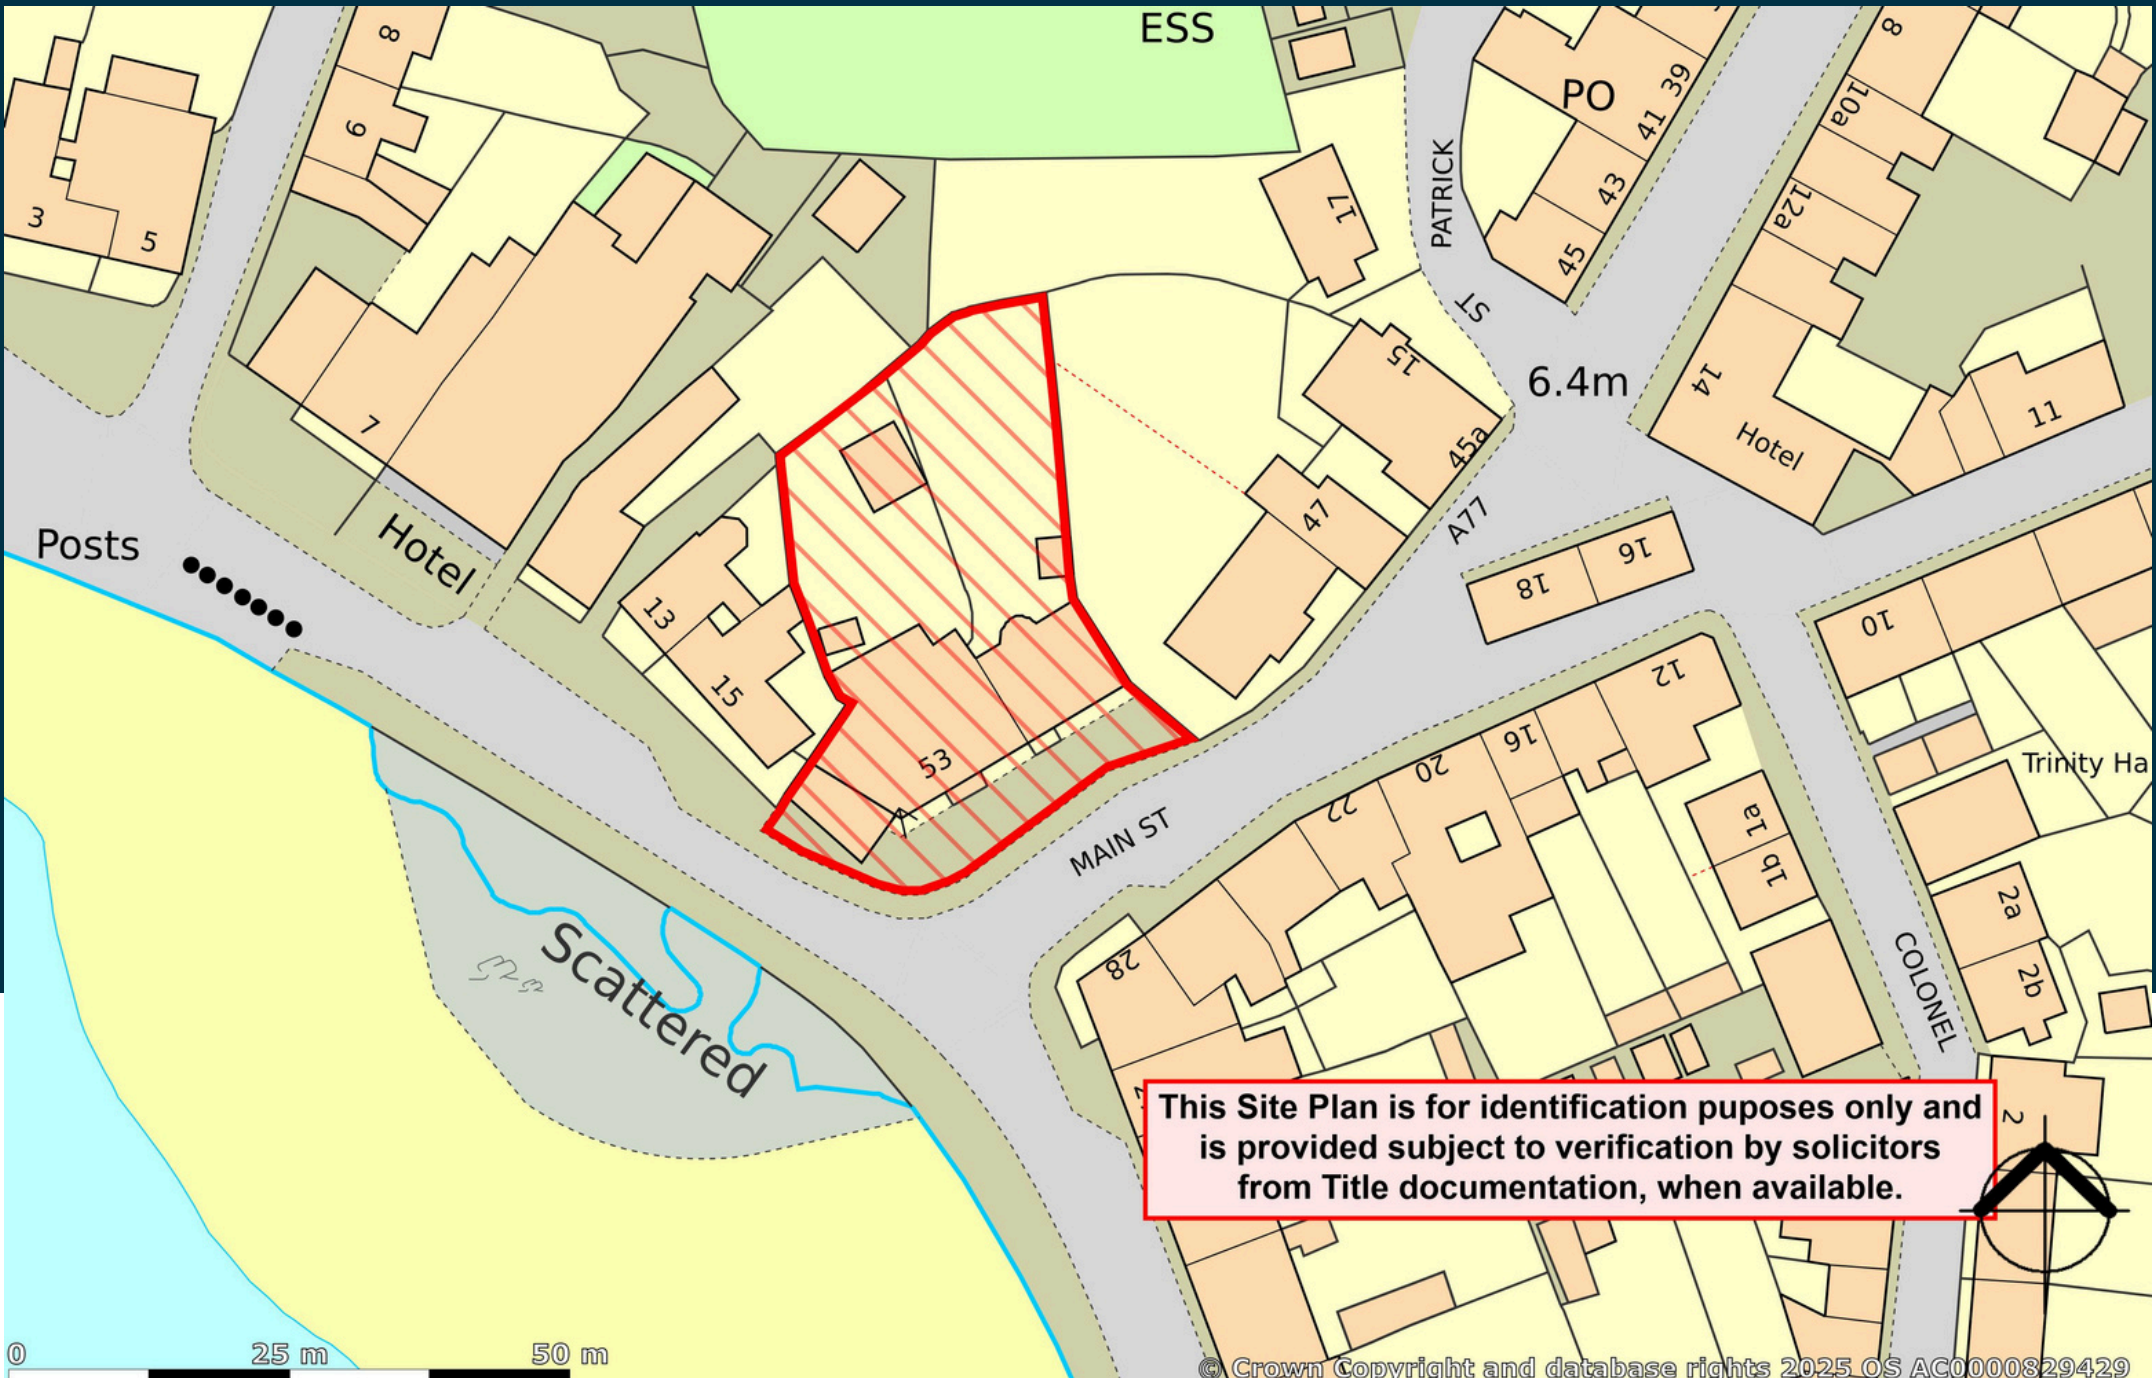 ESS
8
8
PO
39
41
43
45
10a
12a
6
3
5
17
PATRICK
ST
15
6.4m
14
Hotel
11
7
45a
47
A77
Posts
Hotel
18
16
13
15
10
12
53
16
20
22
Trinity Ha
MAIN ST
1a
1b
2a
2b
28
COLONEL
Scattered
This Site Plan is for identification puposes only and
is provided subject to verification by solicitors
from Title documentation, when available.
2
0
25 m
50 m
© Crown Copyright and database rights 2025 OS AC0000829429